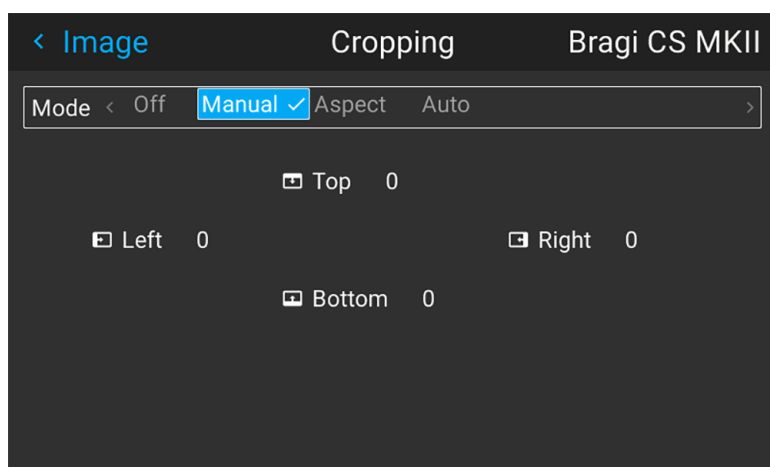 Image Cropping Bragi CS MKII
Mode Off Manual Aspect Auto
Top 0
Left 0 Right 0
Bottom 0